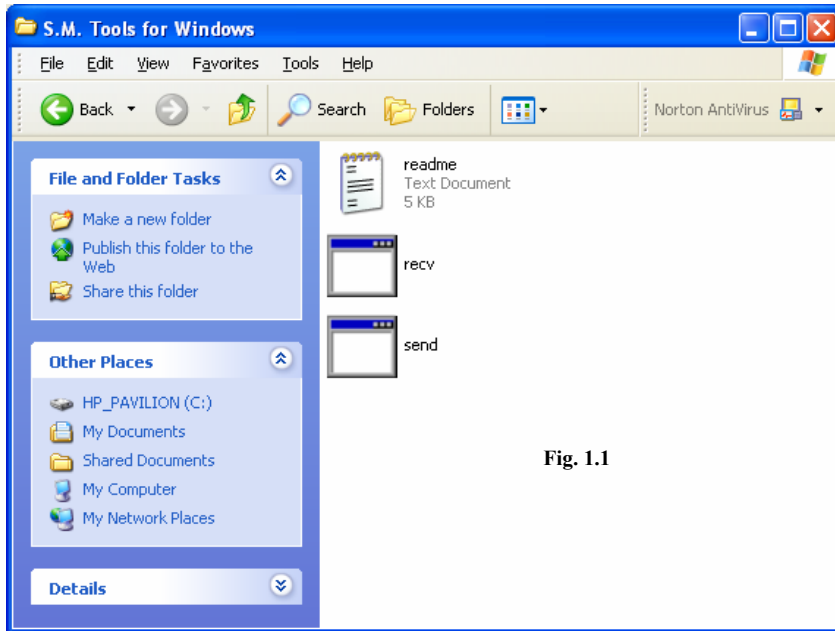 S.M. Tools for Windows
File Edit View Favorites Tools Help
Back Search Folders Norton AntiVirus
File and Folder Tasks
Make a new folder
Publish this folder to the
Web
Share this folder
Other Places
HP_PAVILION (C:)
My Documents
Shared Documents
My Computer
My Network Places
Details
readme
Text Document
5 KB
recv
send
Fig. 1.1